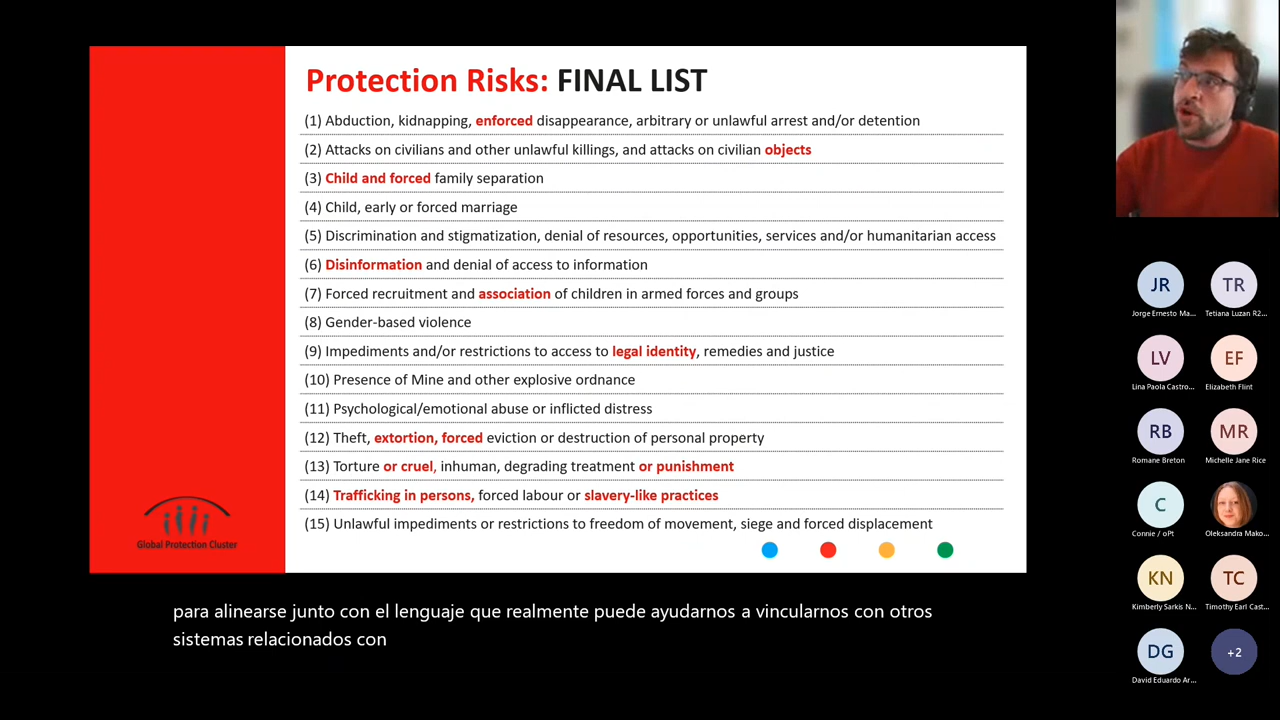 Protection Risks: FINAL LIST
(1) Abduction, kidnapping, enforced disappearance, arbitrary or unlawful arrest and/or detention
(2) Attacks on civilians and other unlawful killings, and attacks on civilian objects
(3) Child and forced family separation
(4) Child, early or forced marriage
(5) Discrimination and stigmatization, denial of resources, opportunities, services and/or humanitarian access
(6) Disinformation and denial of access to information
(7) Forced recruitment and association of children in armed forces and groups
(8) Gender-based violence
(9) Impediments and/or restrictions to access to legal identity, remedies and justice
(10) Presence of Mine and other explosive ordnance
(11) Psychological/emotional abuse or inflicted distress
(12) Theft, extortion, forced eviction or destruction of personal property
(13) Torture or cruel, inhuman, degrading treatment or punishment
(14) Trafficking in persons, forced labour or slavery-like practices
(15) Unlawful impediments or restrictions to freedom of movement, siege and forced displacement
Global Protection Cluster
para alinearse junto con el lenguaje que realmente puede ayudarnos a vincularnos con otros
sistemas relacionados con
JR
Jorge Ernesto Ma...
TR
Tetiana Luzan R2...
LV
Lina Paola Castro...
EF
Elizabeth Flint
RB
Romane Breton
MR
Michelle Jane Rice
C
Connie / oPt
Oleksandra Mako...
KN
Kimberly Sarkis N...
TC
Timothy Earl Cast...
DG
David Eduardo Ar...
+2